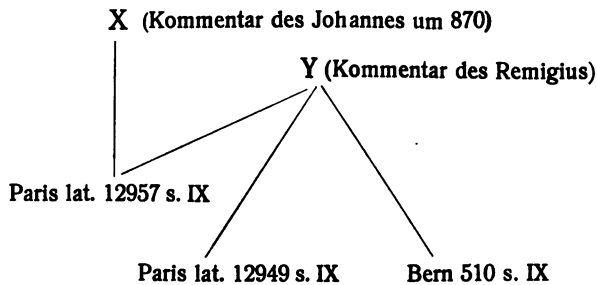 X (Kommentar des Johannes um 870)
Y (Kommentar des Remigius)
Paris lat. 12957 s. IX
Paris lat. 12949 s. IX
Bern 510 s. IX